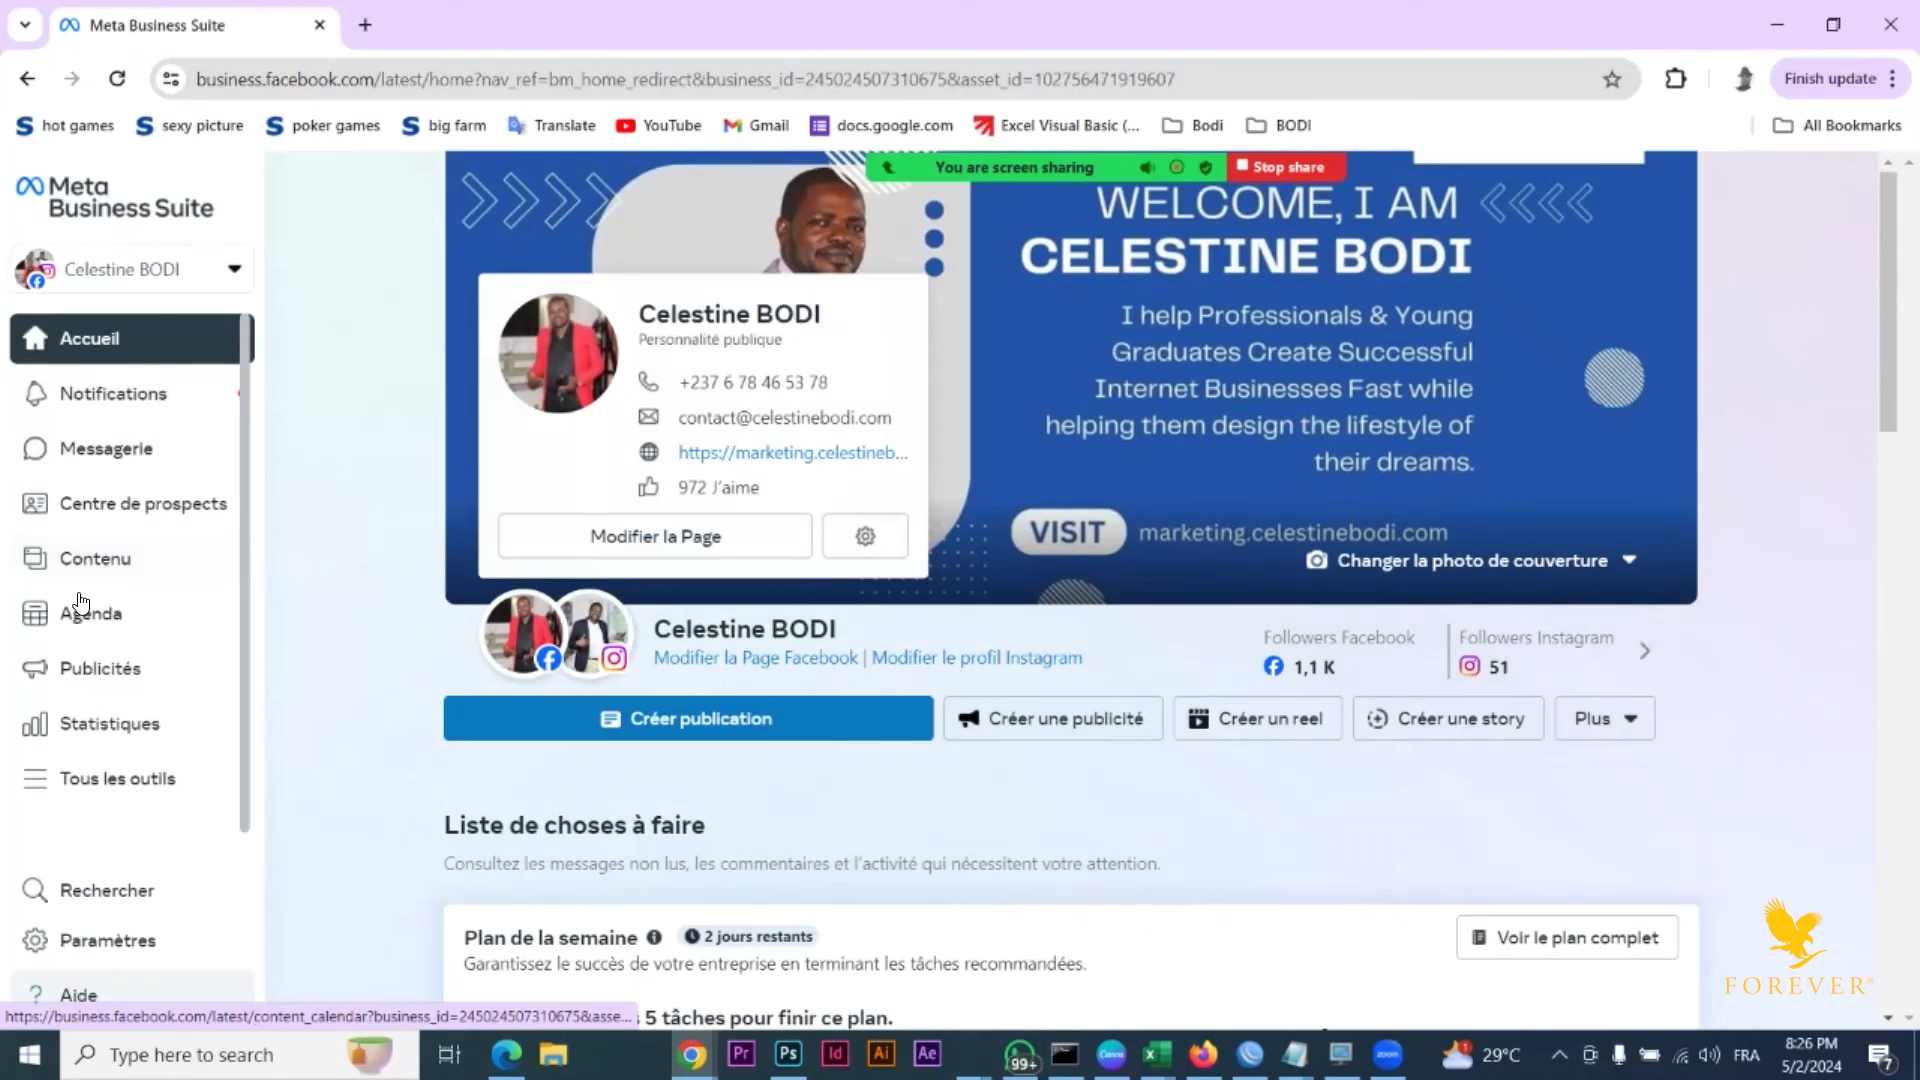 Meta Business Suite
business.facebook.com/latest/home?nav_ref=bm_home_redirect&business_id=245024507310675&asset_id=102756471919607
Finish update
hot games
sexy picture
poker games
big farm
Translate
YouTube
Gmail
docs.google.com
Excel Visual Basic (...
Bodi
BODI
All Bookmarks
You are screen sharing
Stop share
Meta
Business Suite
Celestine BODI
Accueil
Notifications
Messagerie
Centre de prospects
Contenu
Agenda
Publicités
Statistiques
Tous les outils
Rechercher
Paramètres
Aide
https://business.facebook.com/latest/content_calendar?business_id=245024507310675&asse...
WELCOME, I AM
CELESTINE BODI
I help Professionals & Young
Graduates Create Successful
Internet Businesses Fast while
helping them design the lifestyle of
their dreams.
VISIT
marketing.celestinebodi.com
Changer la photo de couverture
Celestine BODI
Personnalité publique
+237 6 78 46 53 78
contact@celestinebodi.com
https://marketing.celestineb...
972 J'aime
Modifier la Page
Celestine BODI
Modifier la Page Facebook | Modifier le profil Instagram
Followers Facebook
1,1 K
Followers Instagram
51
Créer publication
Créer une publicité
Créer un reel
Créer une story
Plus
Liste de choses à faire
Consultez les messages non lus, les commentaires et l'activité qui nécessitent votre attention.
Plan de la semaine
2 jours restants
Voir le plan complet
Garantissez le succès de votre entreprise en terminant les tâches recommandées.
5 tâches pour finir ce plan.
FOREVER®
Type here to search
Pr
Ps
Id
Ai
Ae
99+
Canva
zoom
1
29°C
FRA
8:26 PM
5/2/2024
7